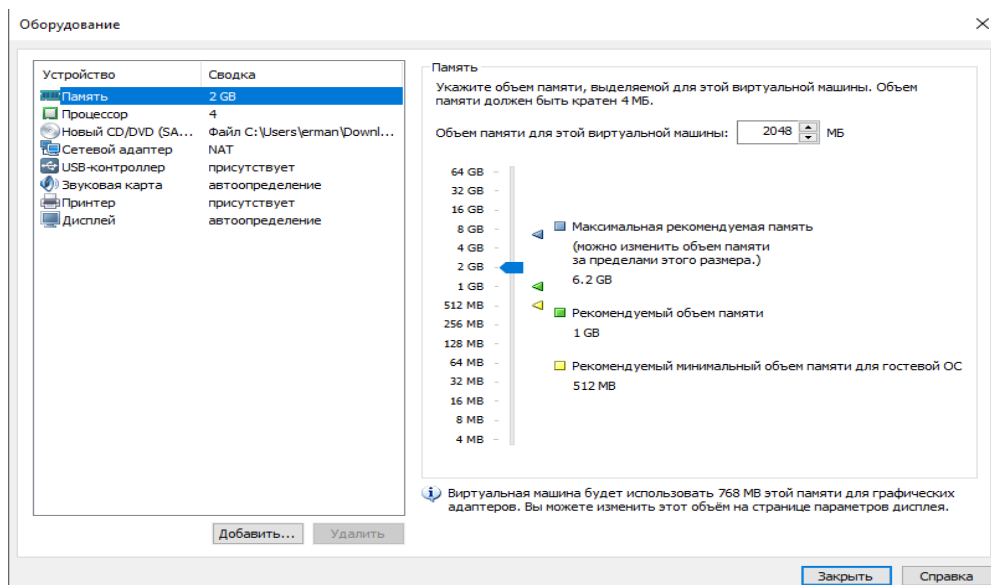 Оборудование
Устройство Сводка
Память 2 GB
Процессор 4
Новый CD/DVD (SA... Файл C:\Users\erman\Downl...
Сетевой адаптер NAT
USB-контроллер присутствует
Звуковая карта автоопределение
Принтер присутствует
Дисплей автоопределение
Добавить... Удалить
Память
Укажите объем памяти, выделяемой для этой виртуальной машины. Объем
памяти должен быть кратен 4 МБ.
Объем памяти для этой виртуальной машины: 2048 МБ
64 GB
32 GB
16 GB
8 GB
4 GB
2 GB
1 GB
512 MB
256 MB
128 MB
64 MB
32 MB
16 MB
8 MB
4 MB
Максимальная рекомендуемая память
(можно изменить объем памяти
за пределами этого размера.)
6.2 GB
Рекомендуемый объем памяти
1 GB
Рекомендуемый минимальный объем памяти для гостевой ОС
512 MB
Виртуальная машина будет использовать 768 MB этой памяти для графических
адаптеров. Вы можете изменить этот объём на странице параметров дисплея.
Закрыть Справка